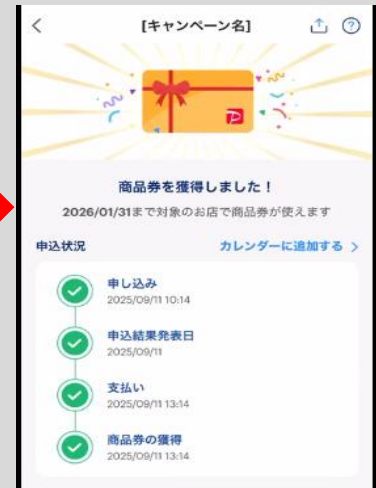 [キャンペーン名]
商品券を獲得しました！
2026/01/31まで対象のお店で商品券が使えます
申込状況
カレンダーに追加する
申し込み
2025/09/11 10:14
申込結果発表日
2025/09/11
支払い
2025/09/11 13:14
商品券の獲得
2025/09/11 13:14